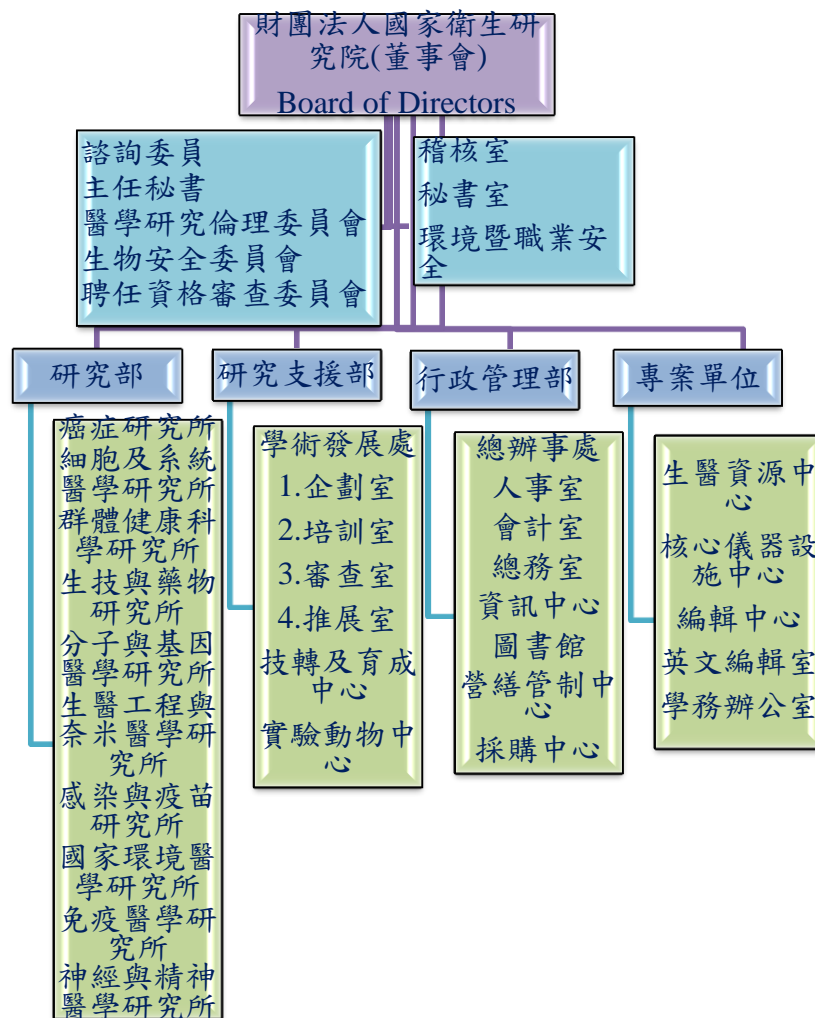 財團法人國家衛生研
究院(董事會)
Board of Directors
諮詢委員
主任秘書
醫學研究倫理委員會
生物安全委員會
聘任資格審查委員會
稽核室
秘書室
環境暨職業安
全
研究部
研究支援部
行政管理部
專案單位
癌症研究所
細胞及系統
醫學研究所
群體健康科
學研究所
生技與藥物
研究所
分子與基因
醫學研究所
生醫工程與
奈米醫學研
究所
感染與疫苗
研究所
國家環境醫
學研究所
免疫醫學研
究所
神經與精神
醫學研究所
學術發展處
1.企劃室
2.培訓室
3.審查室
4.推展室
技轉及育成
中心
實驗動物中
心
總辦事處
人事室
會計室
總務室
資訊中心
圖書館
營繕管制中
心
採購中心
生醫資源中
心
核心儀器設
施中心
編輯中心
英文編輯室
學務辦公室